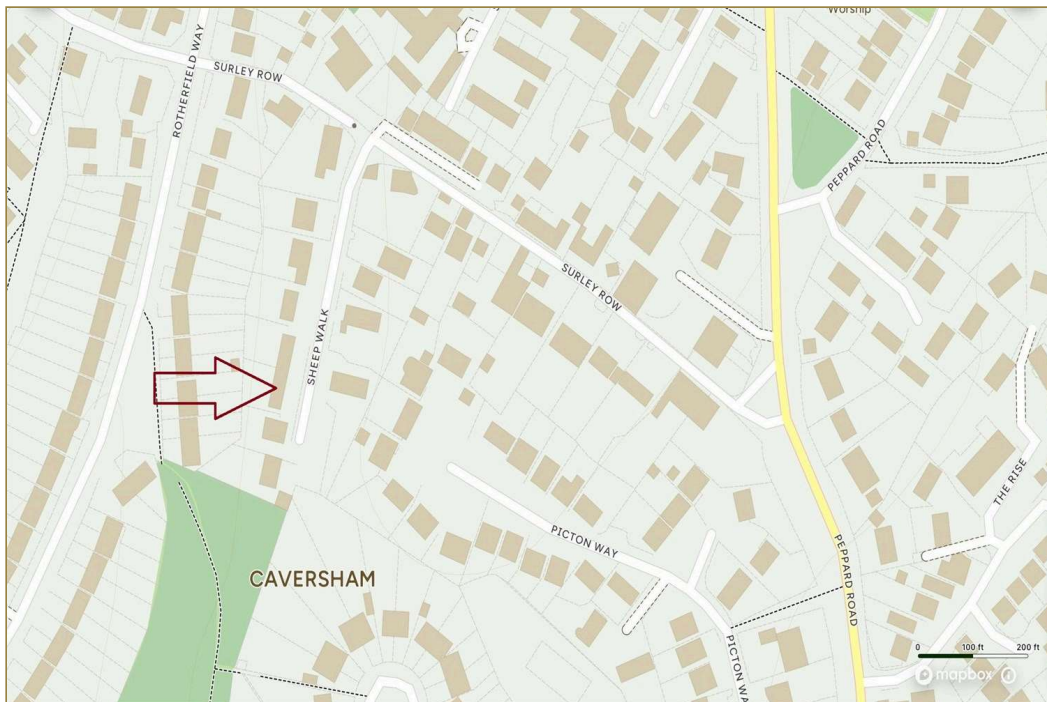 Worship
ROTHERFIELD WAY
SURLEY ROW
PEPPARD ROAD
SURLEY ROW
SHEEP WALK
THE RISE
PICTON WAY
PEPPARD ROAD
CAVERSHAM
PICTON WA
0 100 ft 200 ft
mapbox